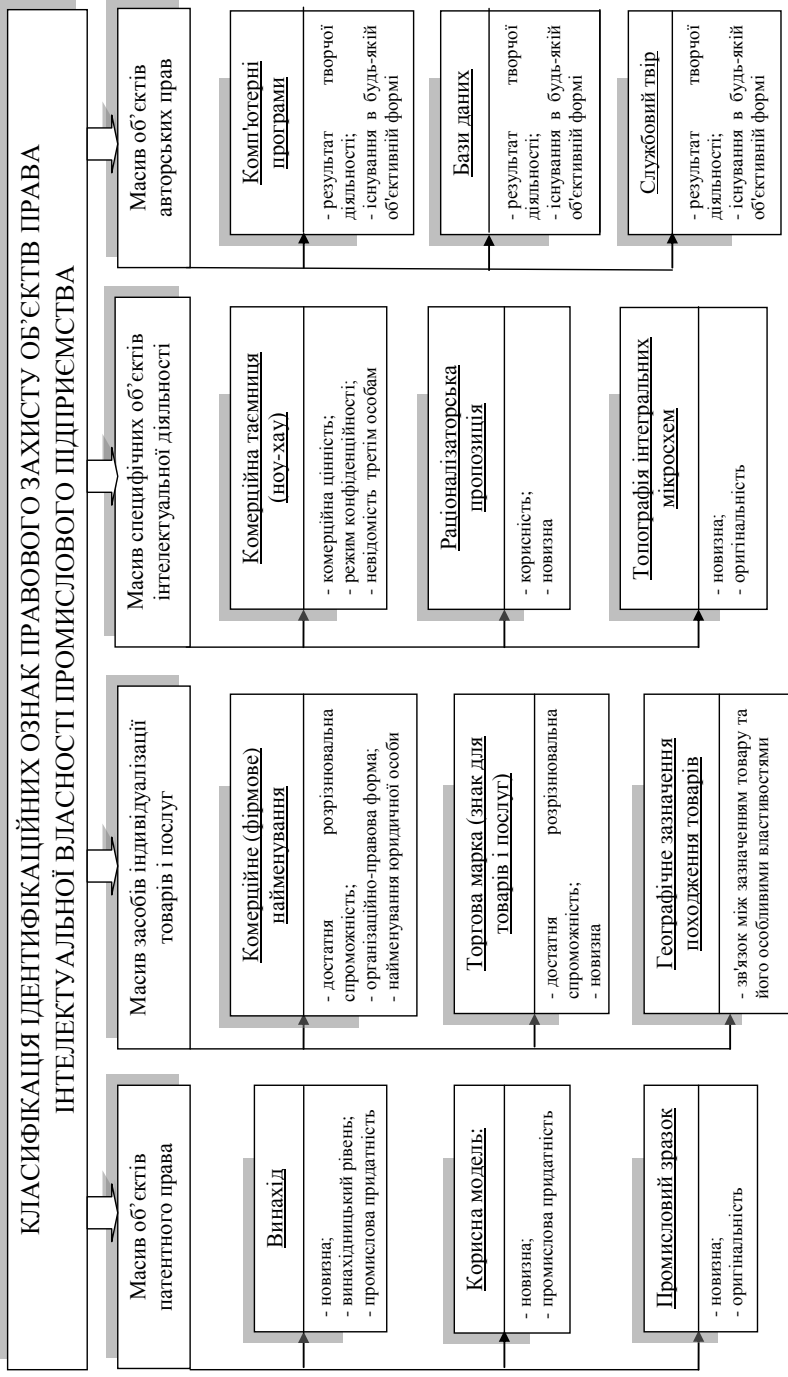 КЛАСИФІКАЦІЯ ІДЕНТИФІКАЦІЙНИХ ОЗНАК ПРАВОВОГО ЗАХИСТУ ОБ’ЄКТІВ ПРАВА
ІНТЕЛЕКТУАЛЬНОЇ ВЛАСНОСТІ ПРОМИСЛОВОГО ПІДПРИЄМСТВА
Масив об’єктів
патентного права
Винахід
- новизна;
- винахідницький рівень;
- промислова придатність
Корисна модель:
- новизна;
- промислова придатність
Промисловий зразок
- новизна;
- оригінальність
Масив засобів індивідуалізації
товарів і послуг
Комерційне (фірмове)
найменування
- достатня розрізнювальна
спроможність;
- організаційно-правова форма;
- найменування юридичної особи
Торгова марка (знак для
товарів і послуг)
- достатня розрізнювальна
спроможність;
- новизна
Географічне зазначення
походження товарів
- зв'язок між зазначенням товару та
його особливими властивостями
Масив специфічних об’єктів
інтелектуальної діяльності
Комерційна таємниця
(ноу-хау)
- комерційна цінність;
- режим конфіденційності;
- невідомість третім особам
Раціоналізаторська
пропозиція
- корисність;
- новизна
Топографія інтегральних
мікросхем
- новизна;
- оригінальність
Масив об’єктів
авторських прав
Комп'ютерні
програми
- результат творчої
діяльності;
- існування в будь-якій
об'єктивній формі
Бази даних
- результат творчої
діяльності;
- існування в будь-якій
об'єктивній формі
Службовий твір
- результат творчої
діяльності;
- існування в будь-якій
об'єктивній формі